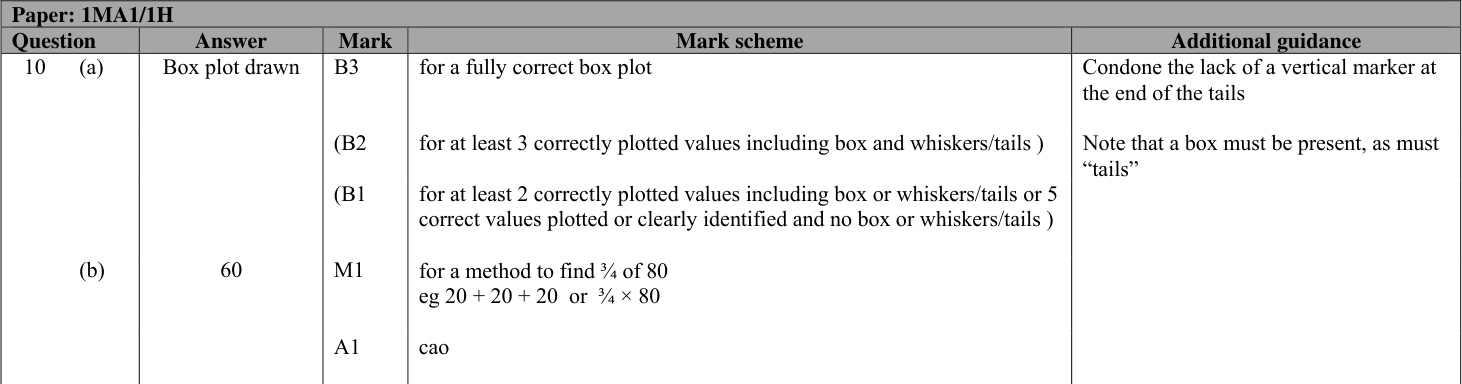 Paper: 1MA1/1H
Question Answer Mark Mark scheme Additional guidance
10 (a) Box plot drawn B3 for a fully correct box plot Condone the lack of a vertical marker at
the end of the tails
(B2 for at least 3 correctly plotted values including box and whiskers/tails ) Note that a box must be present, as must
“tails”
(B1 for at least 2 correctly plotted values including box or whiskers/tails or 5
correct values plotted or clearly identified and no box or whiskers/tails )
(b) 60 M1 for a method to find ¾ of 80
eg 20 + 20 + 20 or ¾ × 80
A1 cao